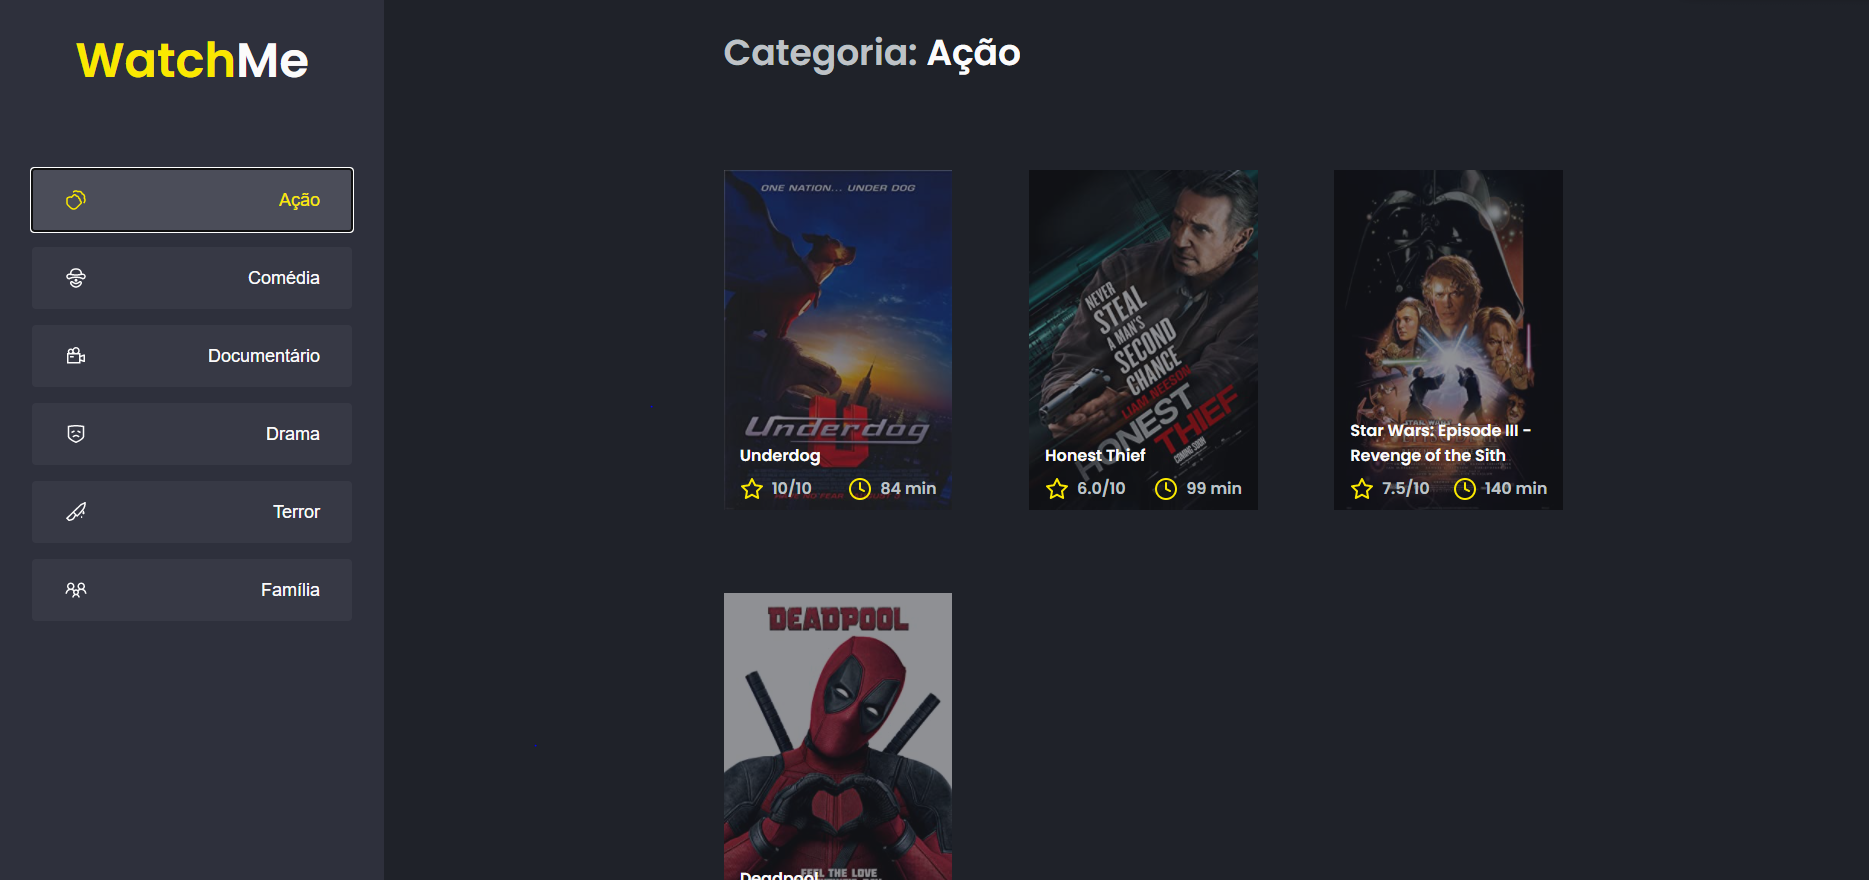 WatchMe
Ação
Comédia
Documentário
Drama
Terror
Família
Categoria: Ação
ONE NATION... UNDER DOG
Underdog
Underdog
10/10 84 min
NEVER
STEAL
A MAN'S
SECOND
CHANCE
LIAM NEESON
HONEST
THIEF
COMING SOON
Honest Thief
6.0/10 99 min
Star Wars: Episode III -
Revenge of the Sith
7.5/10 140 min
DEADPOOL
FEEL THE LOVE
Deadpool